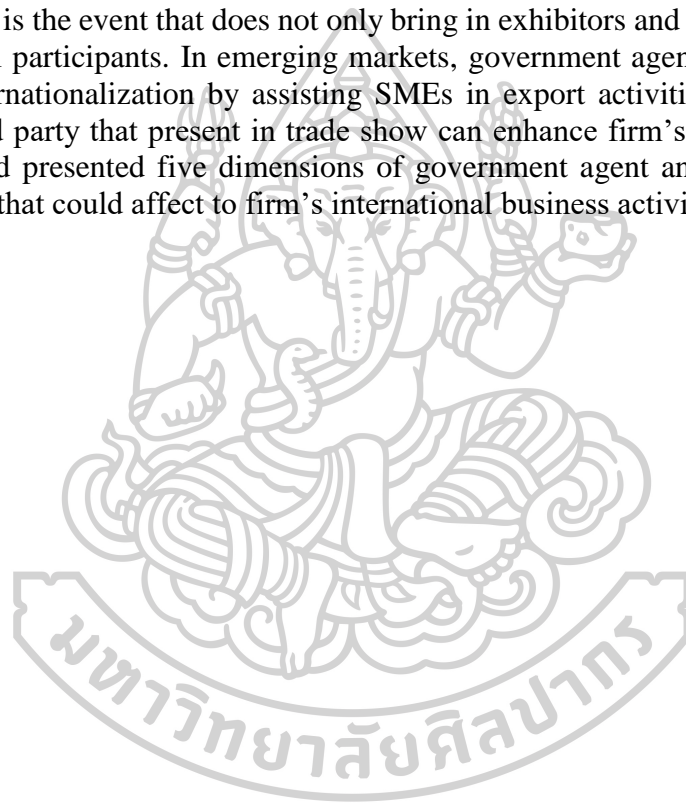 is the event that does not only bring in exhibitors and
participants. In emerging markets, government agen
ernationalization by assisting SMEs in export activiti
party that present in trade show can enhance firm’s
presented five dimensions of government agent an
that could affect to firm’s international business activi
มหาวิทยาลัยศิลปากร